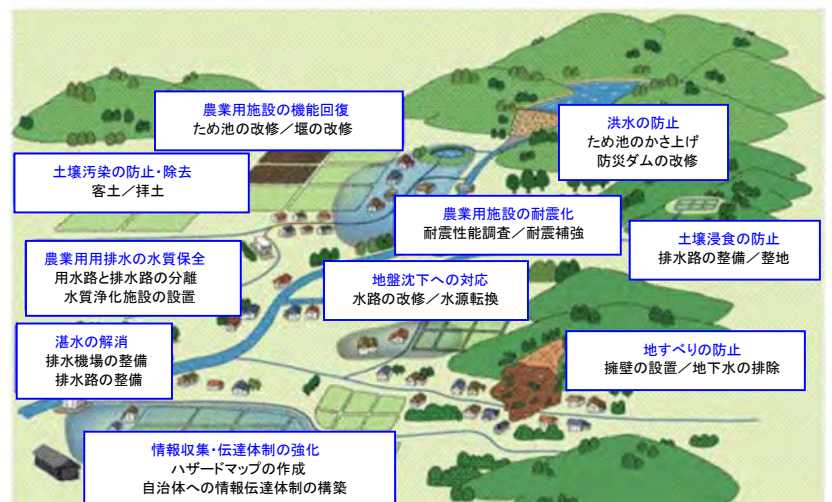 農業用施設の機能回復
ため池の改修／堰の改修
洪水の防止
ため池のかさ上げ
防災ダムの改修
土壌汚染の防止・除去
客土／拝土
農業用施設の耐震化
耐震性能調査／耐震補強
土壌浸食の防止
排水路の整備／整地
農業用用排水の水質保全
用水路と排水路の分離
水質浄化施設の設置
地盤沈下への対応
水路の改修／水源転換
湛水の解消
排水機場の整備
排水路の整備
地すべりの防止
擁壁の設置／地下水の排除
情報収集・伝達体制の強化
ハザードマップの作成
自治体への情報伝達体制の構築